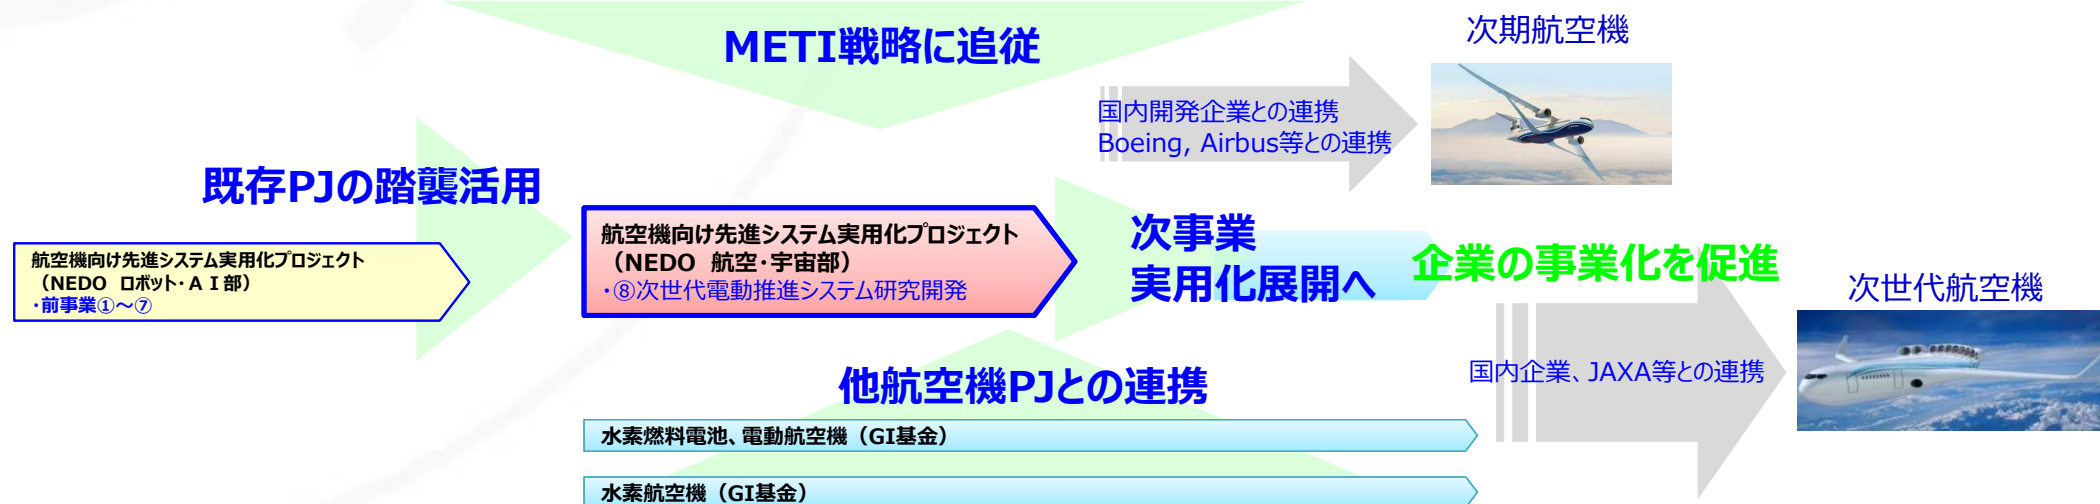 METI戦略に追従
次期航空機
国内開発企業との連携
Boeing, Airbus等との連携
既存PJの踏襲活用
航空機向け先進システム実用化プロジェクト
（NEDO ロボット・ＡＩ部）
・前事業①～⑦
航空機向け先進システム実用化プロジェクト
（NEDO 航空・宇宙部）
・⑧次世代電動推進システム研究開発
次事業
実用化展開へ
企業の事業化を促進
次世代航空機
国内企業、JAXA等との連携
他航空機PJとの連携
水素燃料電池、電動航空機（GI基金）
水素航空機（GI基金）